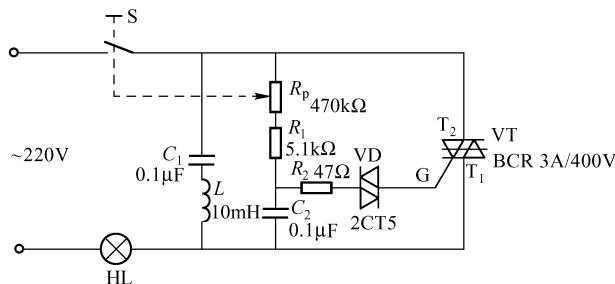 S
Rp
470kΩ
R1
5.1kΩ
T2
VT
BCR 3A/400V
T1
~220V
C1
0.1μF
R2 47Ω
VD
G
L
10mH
C2
0.1μF
2CT5
HL